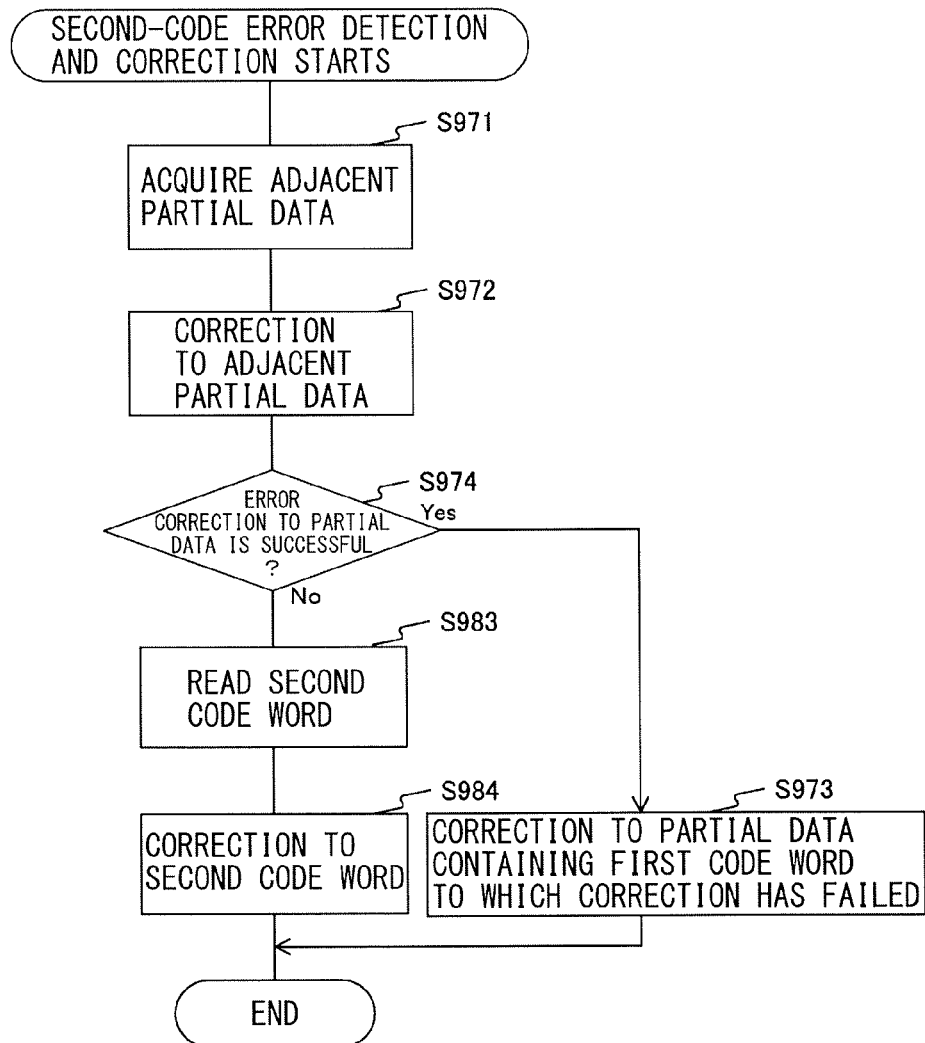 SECOND-CODE ERROR DETECTION
AND CORRECTION STARTS
S971
ACQUIRE ADJACENT
PARTIAL DATA
S972
CORRECTION
TO ADJACENT
PARTIAL DATA
S974
ERROR
CORRECTION TO PARTIAL
DATA IS SUCCESSFUL
?
Yes
No
S983
READ SECOND
CODE WORD
S984
CORRECTION TO
SECOND CODE WORD
S973
CORRECTION TO PARTIAL DATA
CONTAINING FIRST CODE WORD
TO WHICH CORRECTION HAS FAILED
END